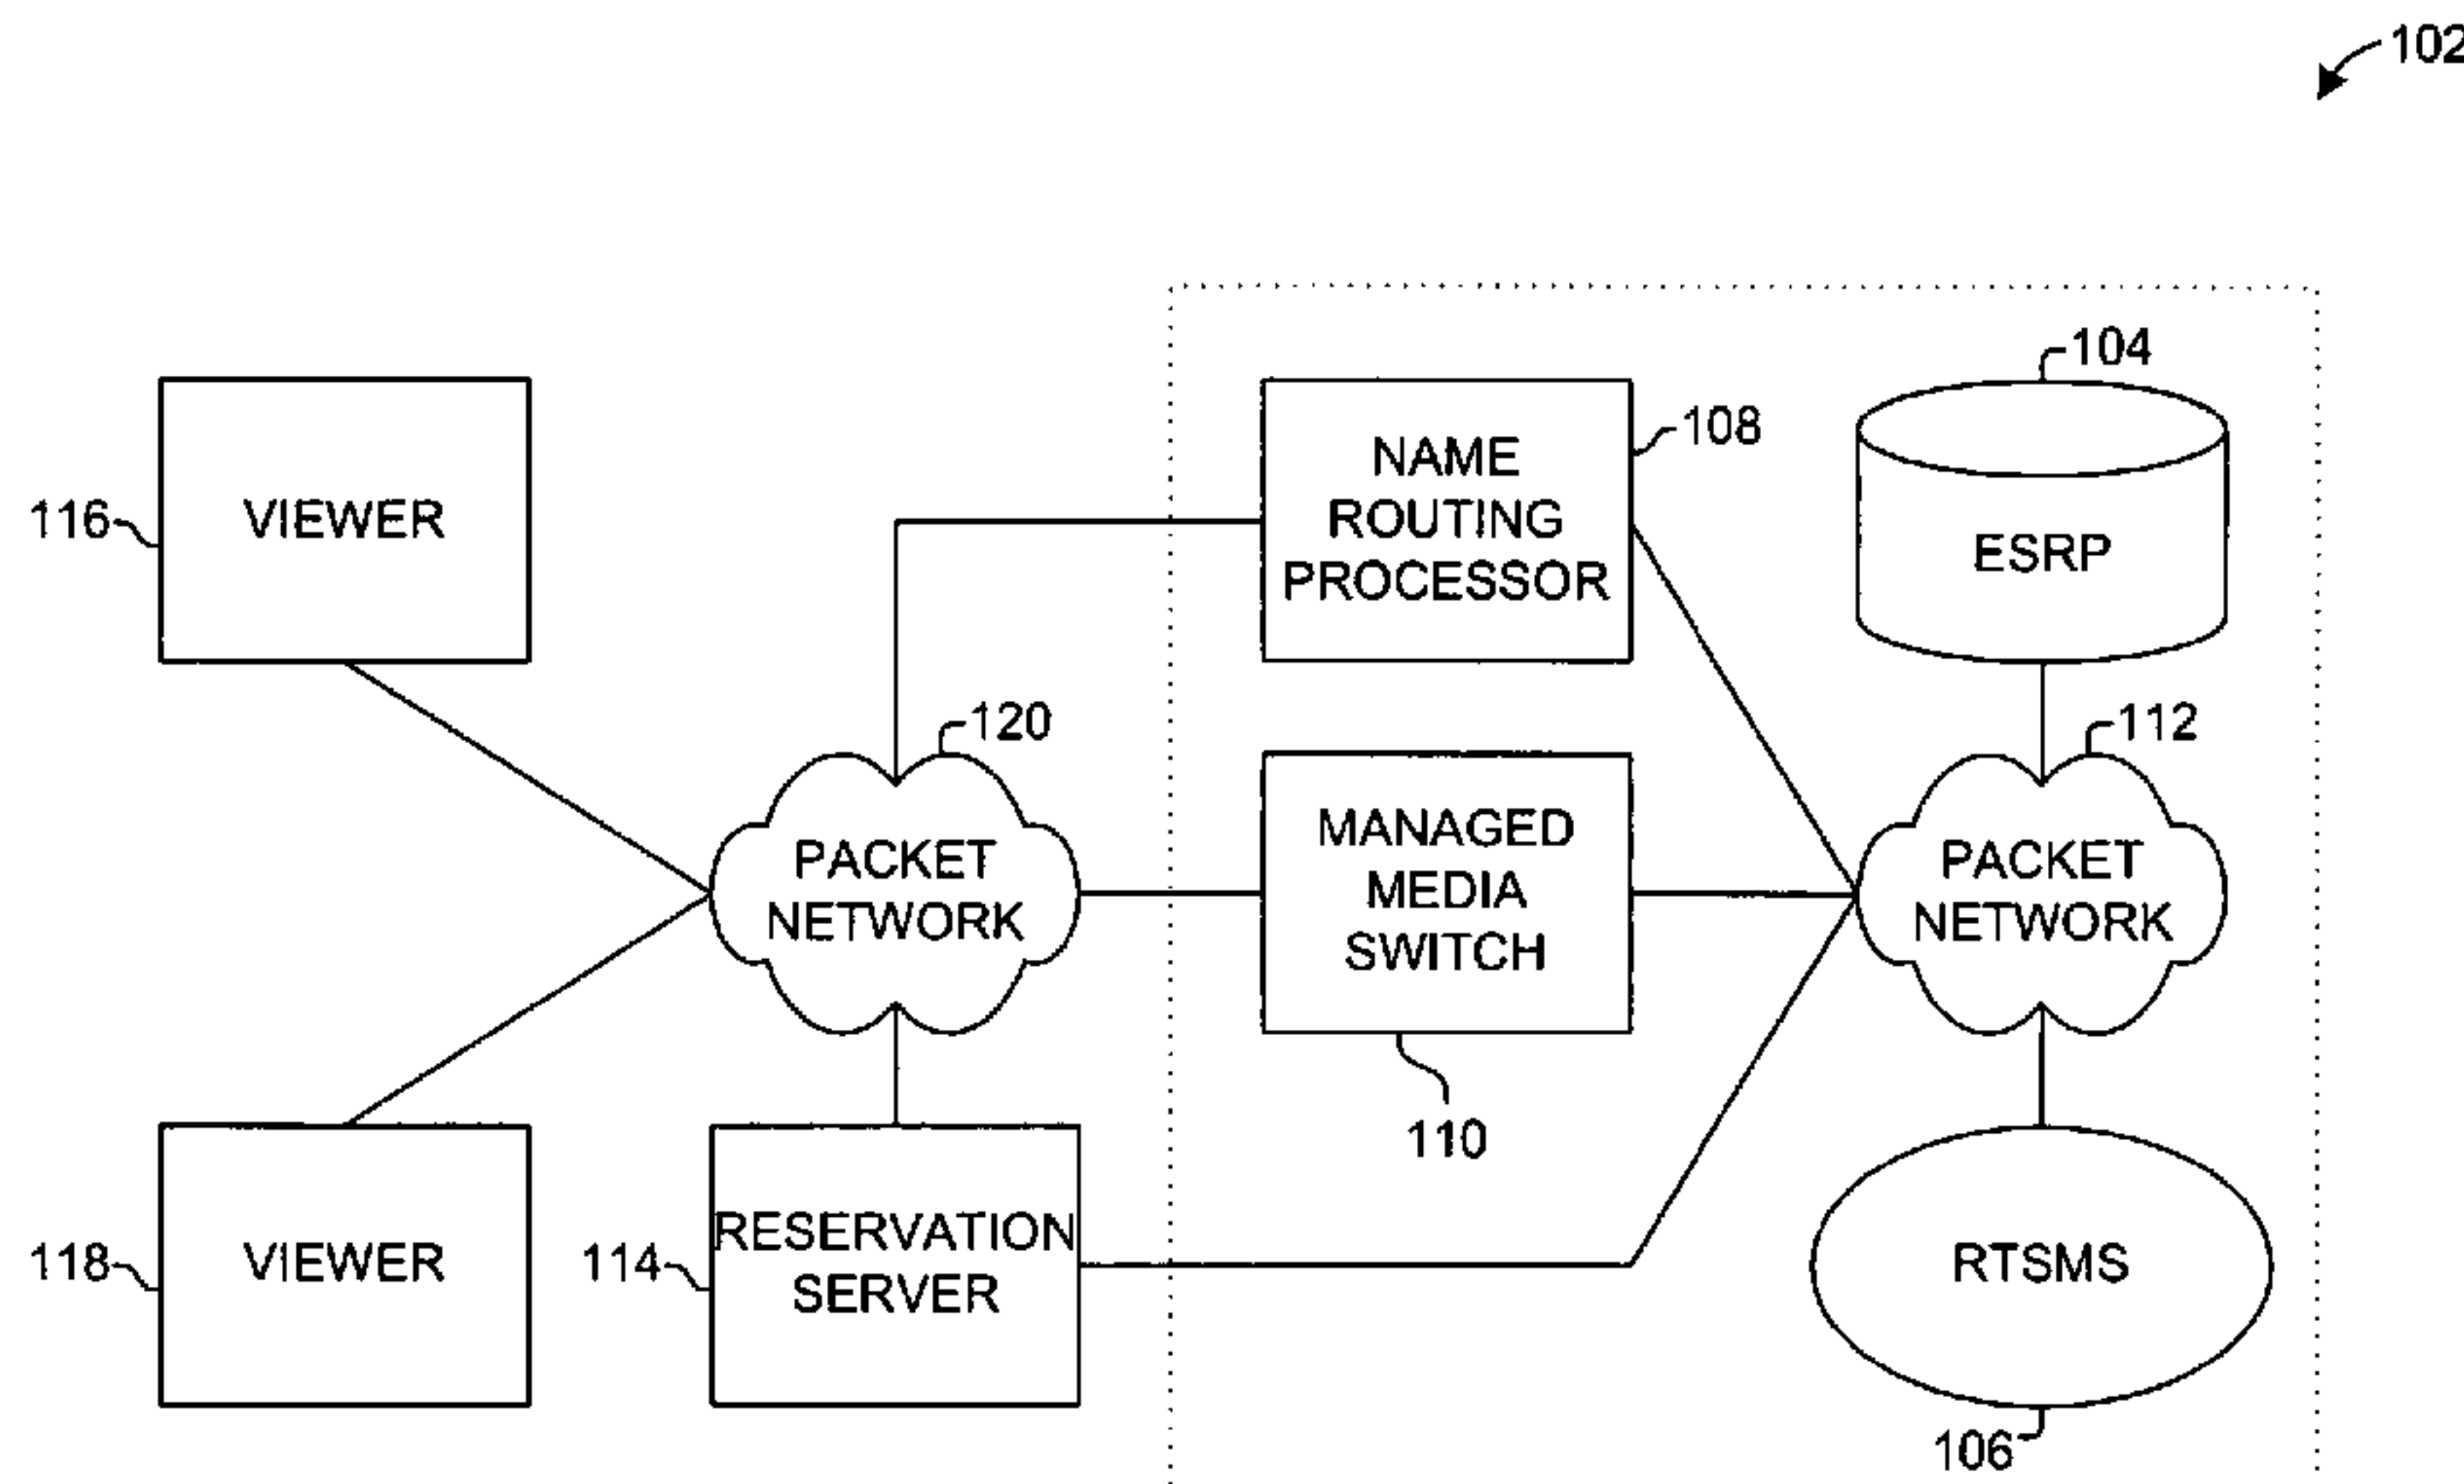 102
104
NAME
ROUTING
PROCESSOR
108
116
VIEWER
ESRP
120
112
PACKET
NETWORK
MANAGED
MEDIA
SWITCH
PACKET
NETWORK
110
118
VIEWER
114
RESERVATION
SERVER
RTSMS
106